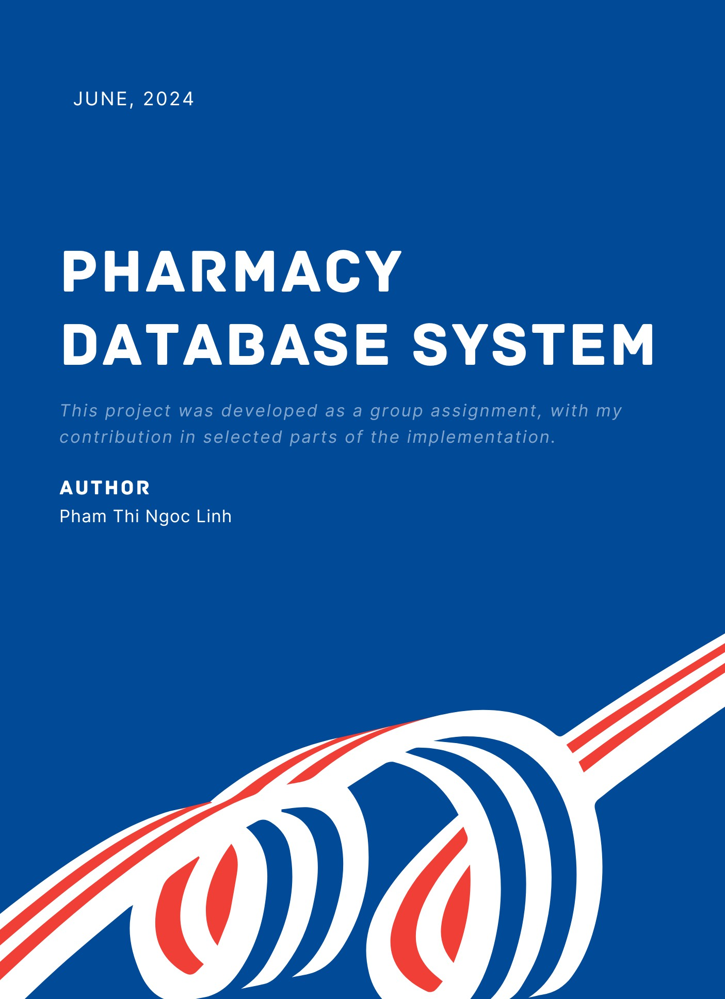 JUNE, 2024
PHARMACY
DATABASE SYSTEM
This project was developed as a group assignment, with my
contribution in selected parts of the implementation.
AUTHOR
Pham Thi Ngoc Linh